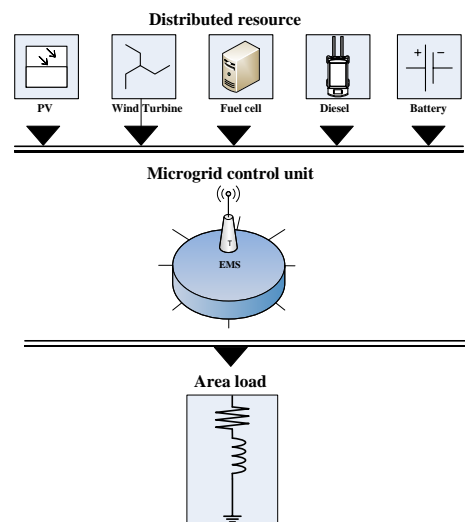 Distributed resource
+ -
PV Wind Turbine Fuel cell Diesel Battery
Microgrid control unit
T
EMS
Area load